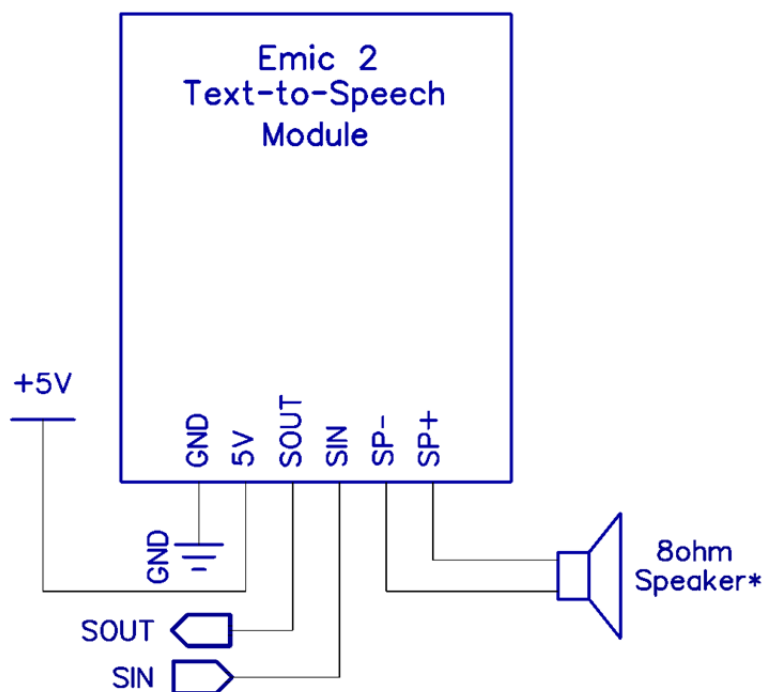 Emic 2
Text-to-Speech
Module
+5V
GND
5V
SOUT
SIN
SP-
SP+
GND
8ohm
Speaker*
SOUT
SIN